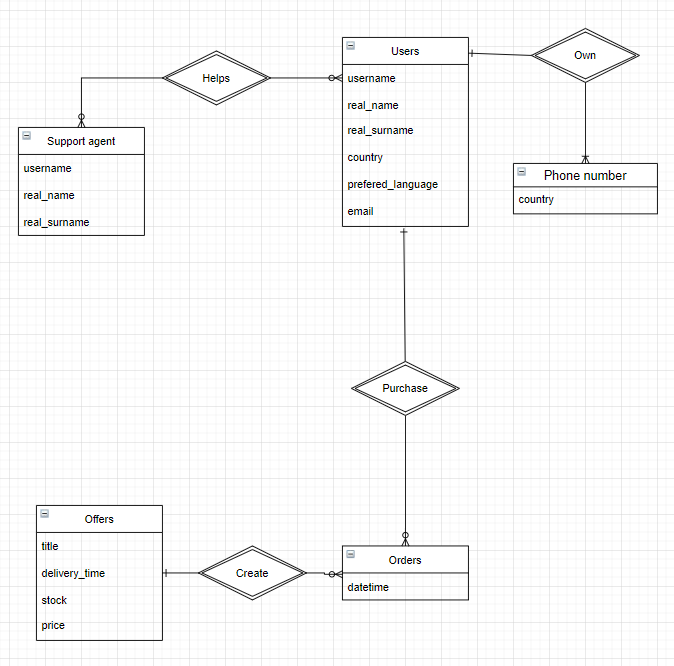 Helps
Users
username
real_name
real_surname
country
prefered_language
email
Own
Support agent
username
real_name
real_surname
Phone number
country
Purchase
Offers
title
delivery_time
stock
price
Create
Orders
datetime